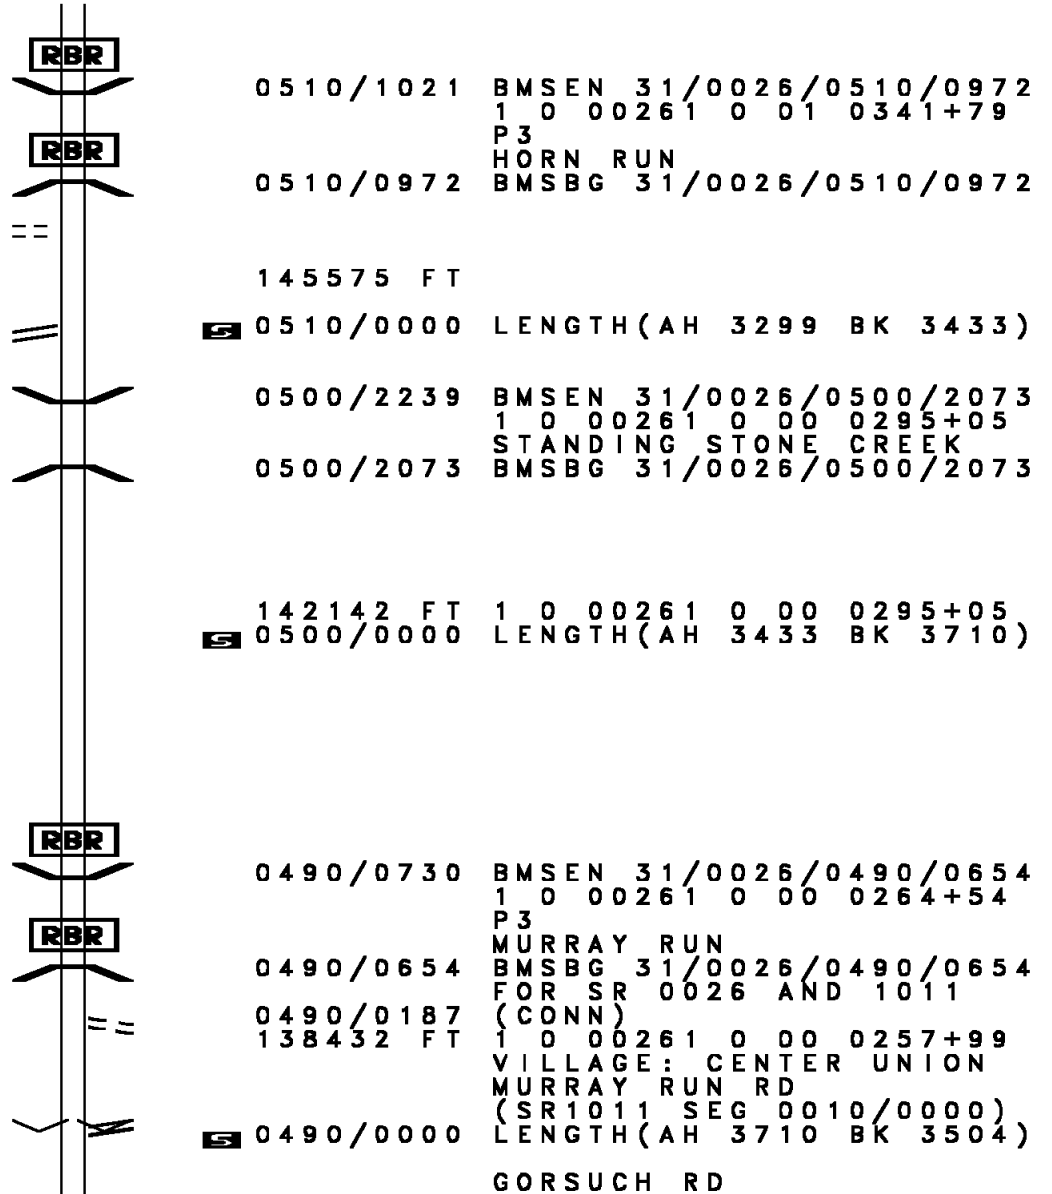 RBR
0510/1021 BMSEN 31/0026/0510/0972
1 0 00261 0 01 0341+79
P3
RBR
HORN RUN
0510/0972 BMSBG 31/0026/0510/0972
145575 FT
S 0510/0000 LENGTH(AH 3299 BK 3433)
0500/2239 BMSEN 31/0026/0500/2073
1 0 00261 0 00 0295+05
STANDING STONE CREEK
0500/2073 BMSBG 31/0026/0500/2073
142142 FT 1 0 00261 0 00 0295+05
S 0500/0000 LENGTH(AH 3433 BK 3710)
RBR
0490/0730 BMSEN 31/0026/0490/0654
1 0 00261 0 00 0264+54
P3
RBR
MURRAY RUN
0490/0654 BMSBG 31/0026/0490/0654
FOR SR 0026 AND 1011
0490/0187 (CONN)
138432 FT 1 0 00261 0 00 0257+99
VILLAGE: CENTER UNION
MURRAY RUN RD
(SR1011 SEG 0010/0000)
S 0490/0000 LENGTH(AH 3710 BK 3504)
GORSUCH RD